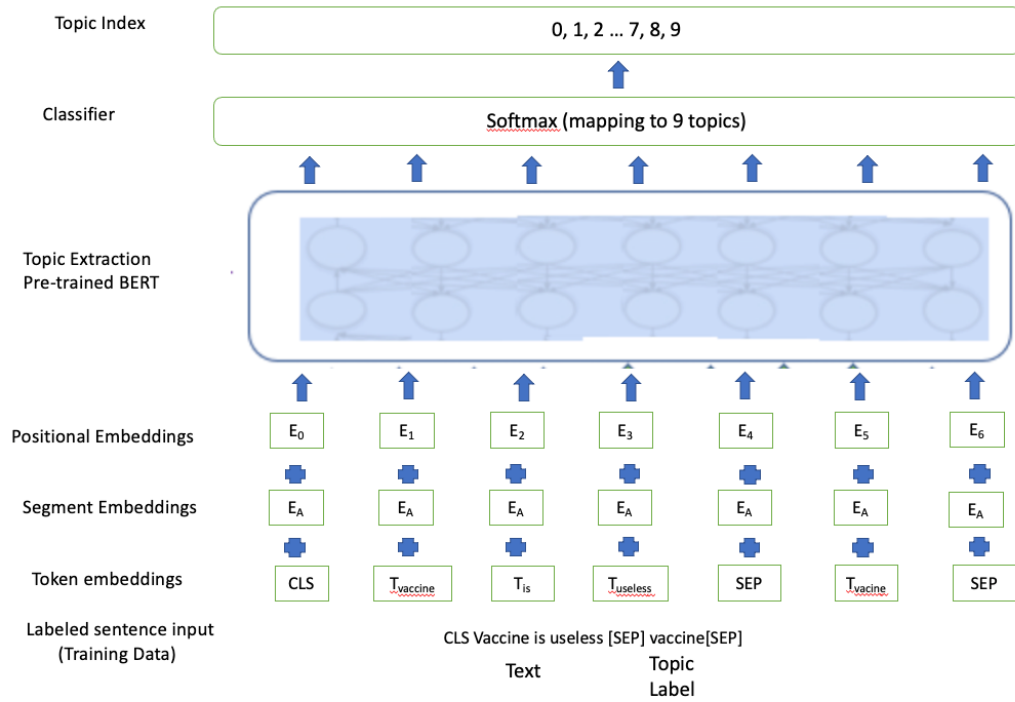 Topic Index
0, 1, 2 ... 7, 8, 9
Classifier
Softmax (mapping to 9 topics)
Topic Extraction
Pre-trained BERT
Positional Embeddings
E0 E1 E2 E3 E4 E5 E6
Segment Embeddings
EA EA EA EA EA EA EA
Token embeddings
CLS Tvaccine Tis Tuseless SEP Tvacine SEP
Labeled sentence input
(Training Data)
CLS Vaccine is useless [SEP] vaccine[SEP]
Text
Topic
Label